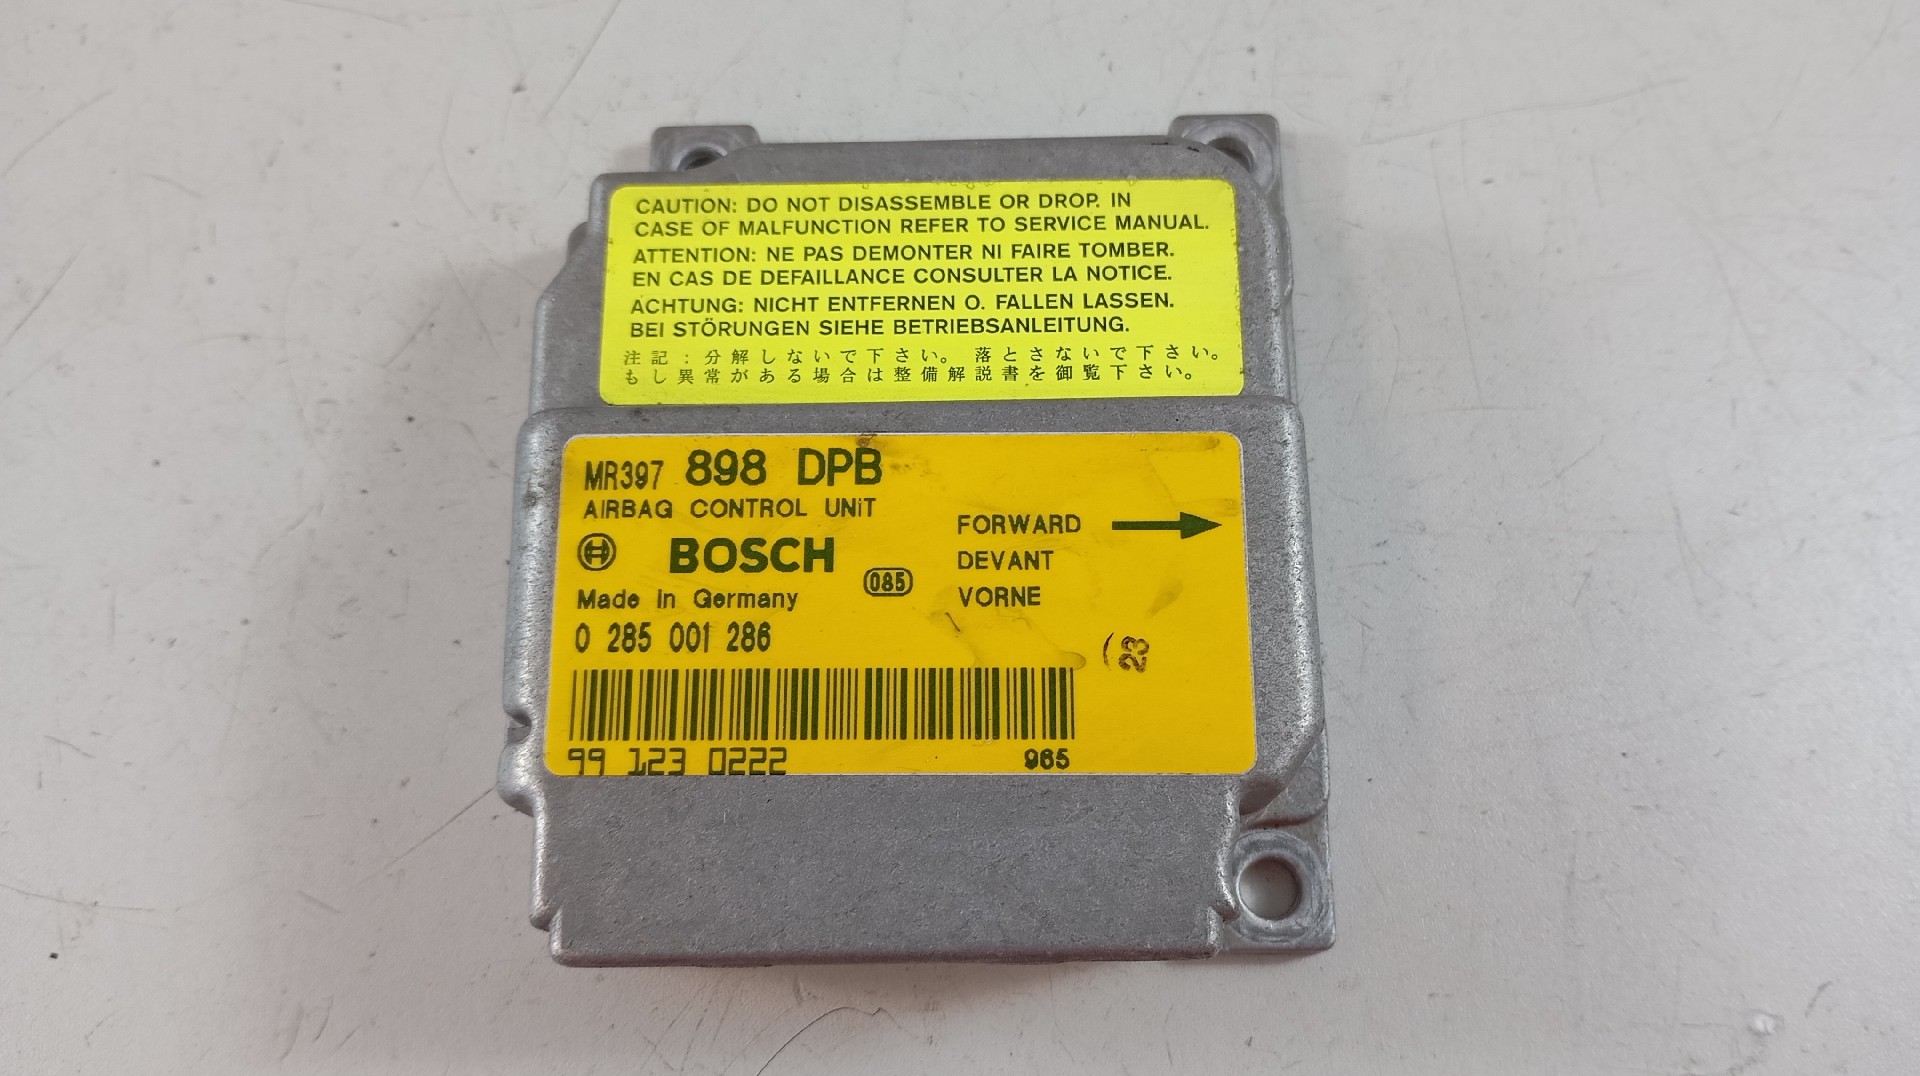 CAUTION: DO NOT DISASSEMBLE OR DROP. IN
CASE OF MALFUNCTION REFER TO SERVICE MANUAL.
ATTENTION: NE PAS DEMONTER NI FAIRE TOMBER.
EN CAS DE DEFAILLANCE CONSULTER LA NOTICE.
ACHTUNG: NICHT ENTFERNEN O. FALLEN LASSEN.
BEI STÖRUNGEN SIEHE BETRIEBSANLEITUNG.
注記：分解しないで下さい。 落とさないで下さい。
もし異常がある場合は整備解説書を御覧下さい。
MR397 898 DPB
AIRBAG CONTROL UNiT
BOSCH
Made in Germany
085
0 285 001 286
FORWARD
DEVANT
VORNE
(23
99 123 0222 965